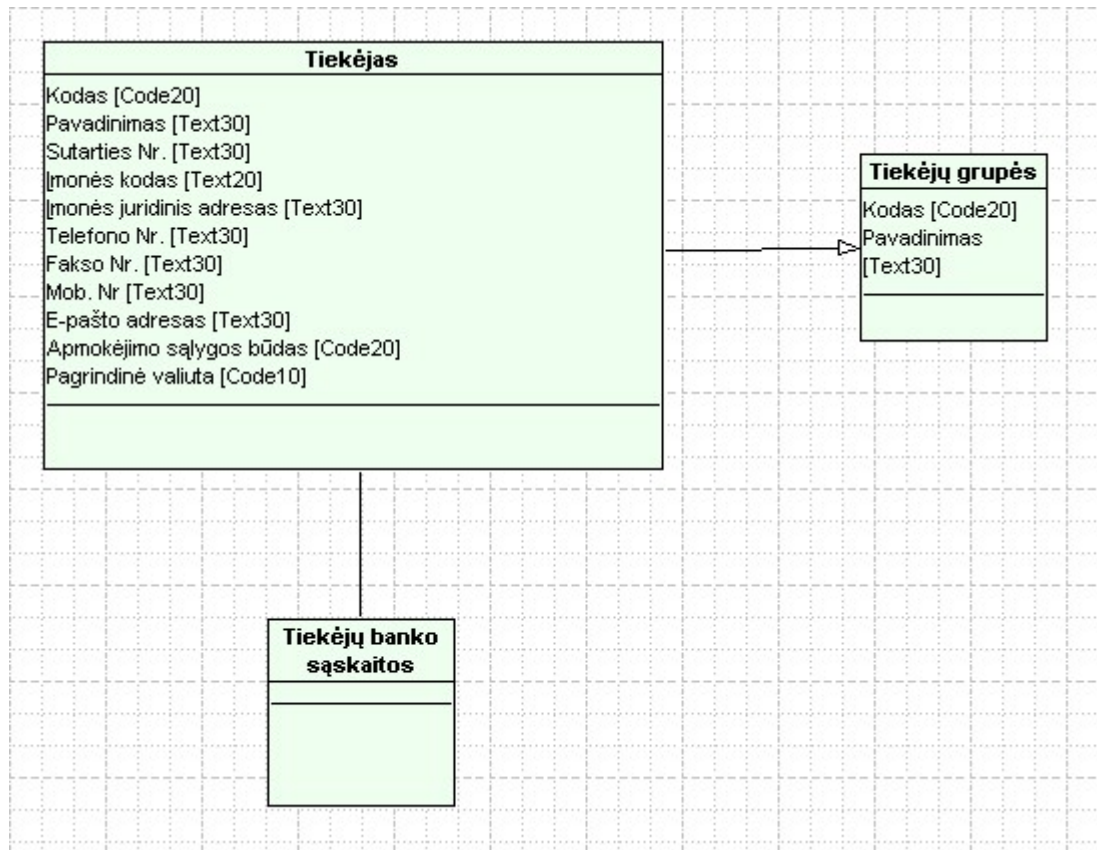 Tiekėjas
Kodas [Code20]
Pavadinimas [Text30]
Sutarties Nr. [Text30]
Įmonės kodas [Text20]
Įmonės juridinis adresas [Text30]
Telefono Nr. [Text30]
Fakso Nr. [Text30]
Mob. Nr [Text30]
E-pašto adresas [Text30]
Apmokėjimo sąlygos būdas [Code20]
Pagrindinė valiuta [Code10]
Tiekėjų grupės
Kodas [Code20]
Pavadinimas
[Text30]
Tiekėjų banko
sąskaitos